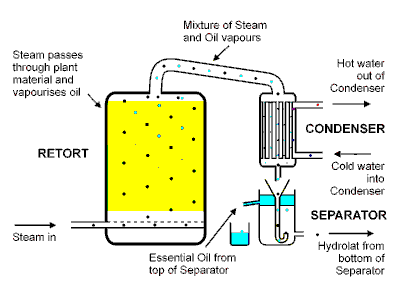 Mixture of Steam
and Oil vapours
Steam passes
through plant
material and
vapourises oil
Hot water
out of
Condenser
CONDENSER
RETORT
Cold water
into
Condenser
SEPARATOR
Steam in
Essential Oil from
top of Separator
Hydrolat from
bottom of
Separator